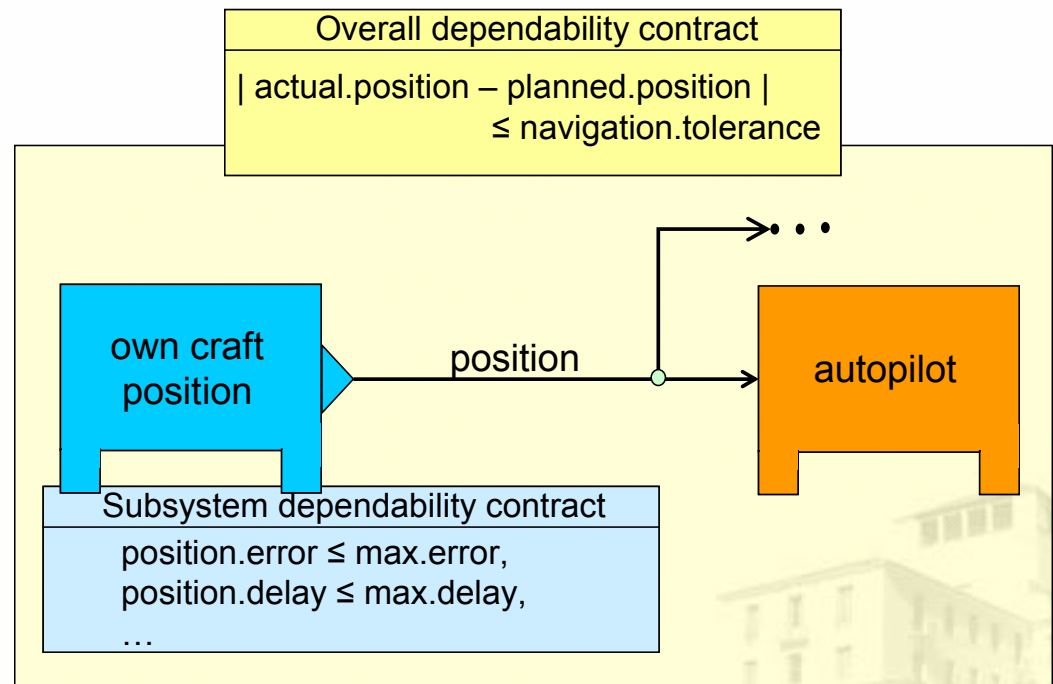 Overall dependability contract
| actual.position – planned.position |
≤ navigation.tolerance
• • •
own craft
position
position
autopilot
Subsystem dependability contract
position.error ≤ max.error,
position.delay ≤ max.delay,
…